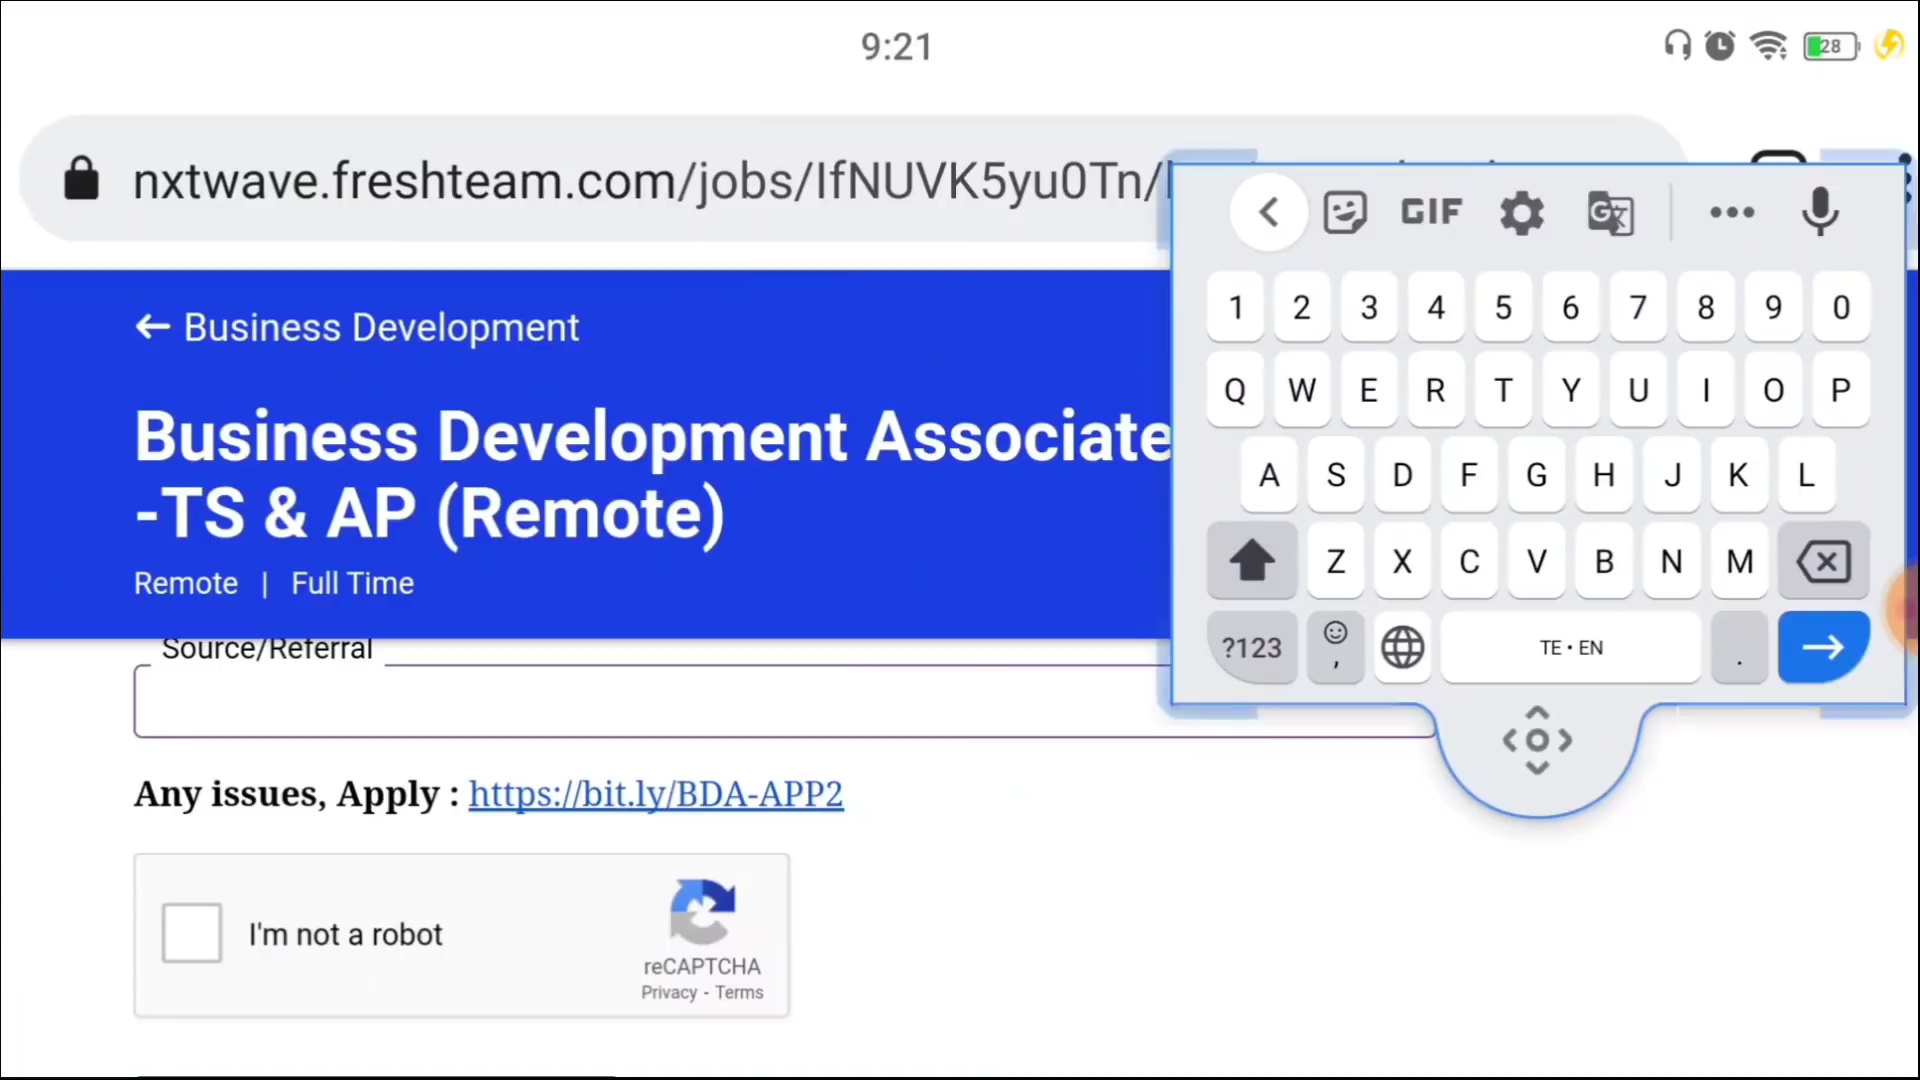 9:21
28
nxtwave.freshteam.com/jobs/IfNUVK5yu0Tn/
GIF
G
1 2 3 4 5 6 7 8 9 0
← Business Development
Q W E R T Y U I O P
Business Development Associate
-TS & AP (Remote)
A S D F G H J K L
Z X C V B N M
Remote | Full Time
?123 , TE • EN .
Source/Referral
Any issues, Apply : https://bit.ly/BDA-APP2
I'm not a robot
reCAPTCHA
Privacy - Terms